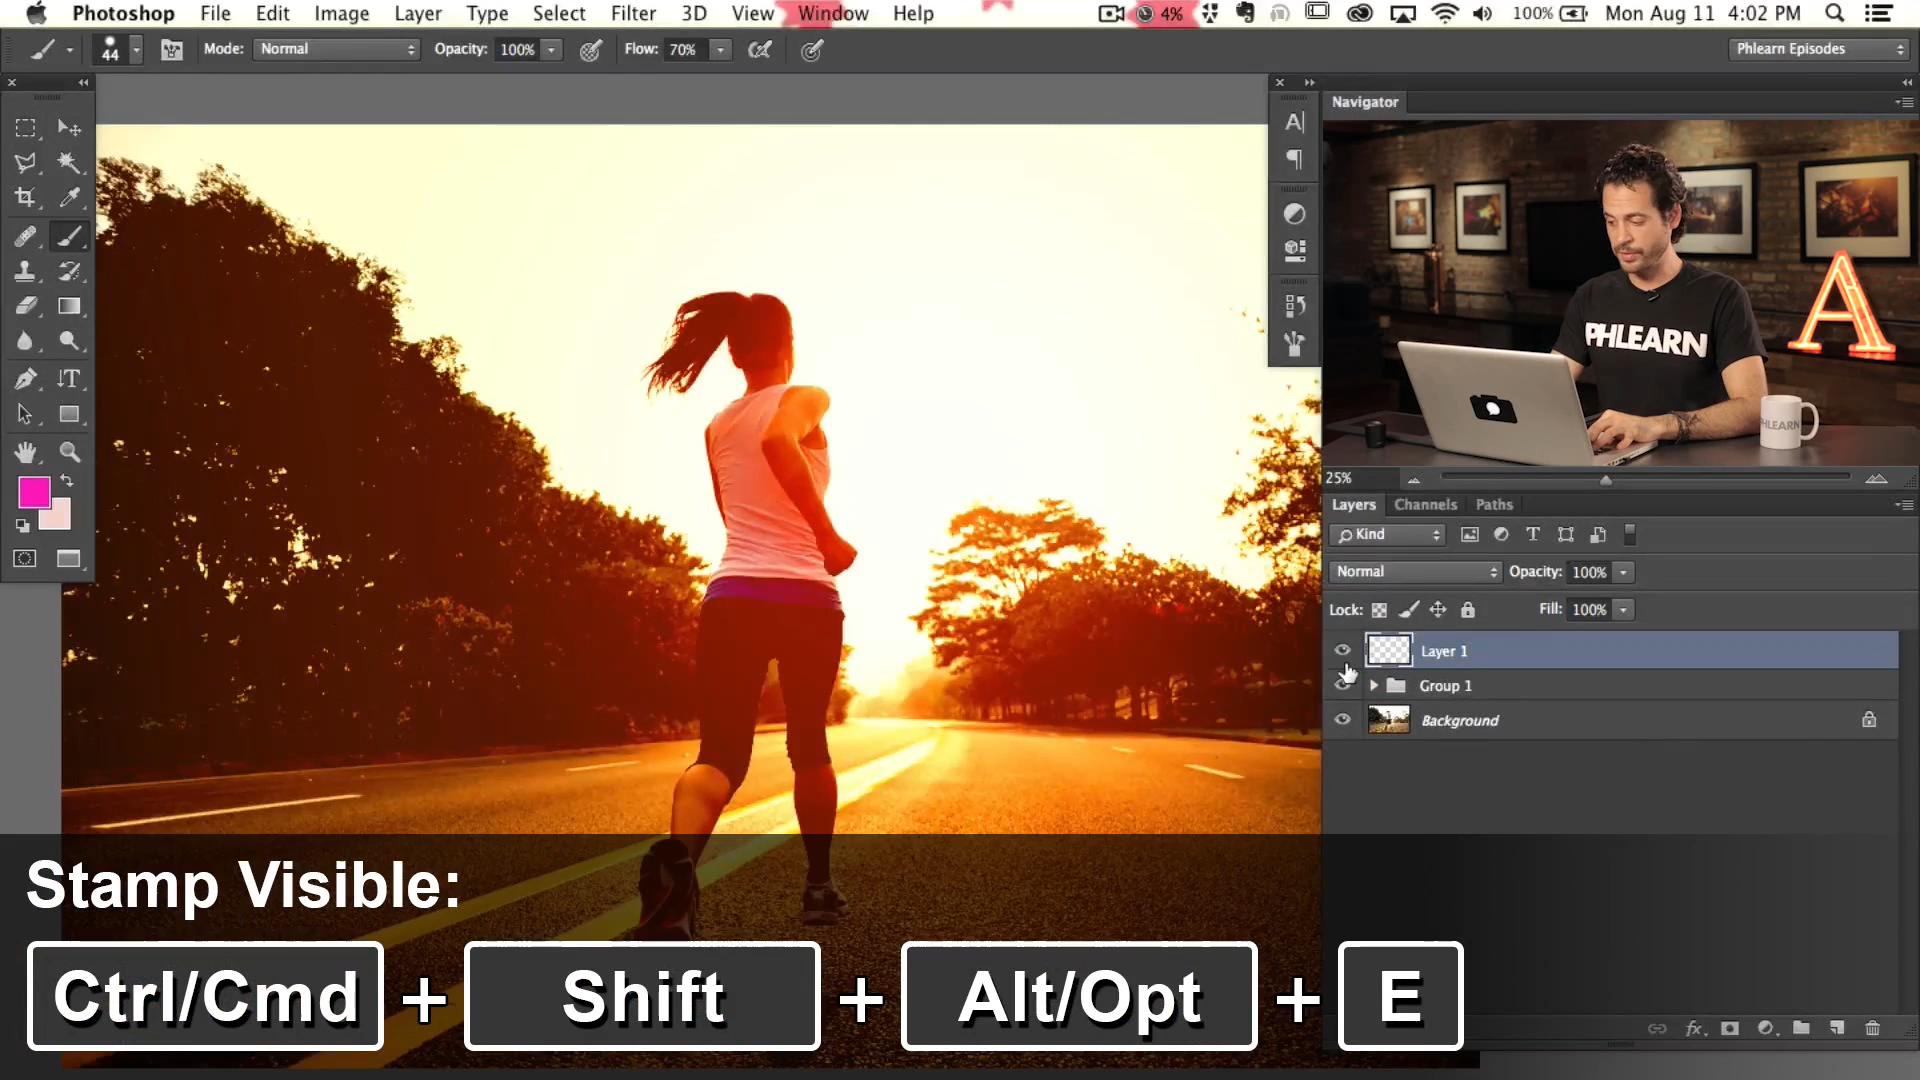 Photoshop File Edit Image Layer Type Select Filter 3D View Window Help 4% 100% Mon Aug 11 4:02 PM
44 Mode: Normal Opacity: 100% Flow: 70% Phlearn Episodes
Navigator
A
PHLEARN
PHLEARN
25%
Layers Channels Paths
Kind
Normal Opacity: 100%
Lock: Fill: 100%
Layer 1
Group 1
Background
fx
Stamp Visible:
Ctrl/Cmd + Shift + Alt/Opt + E